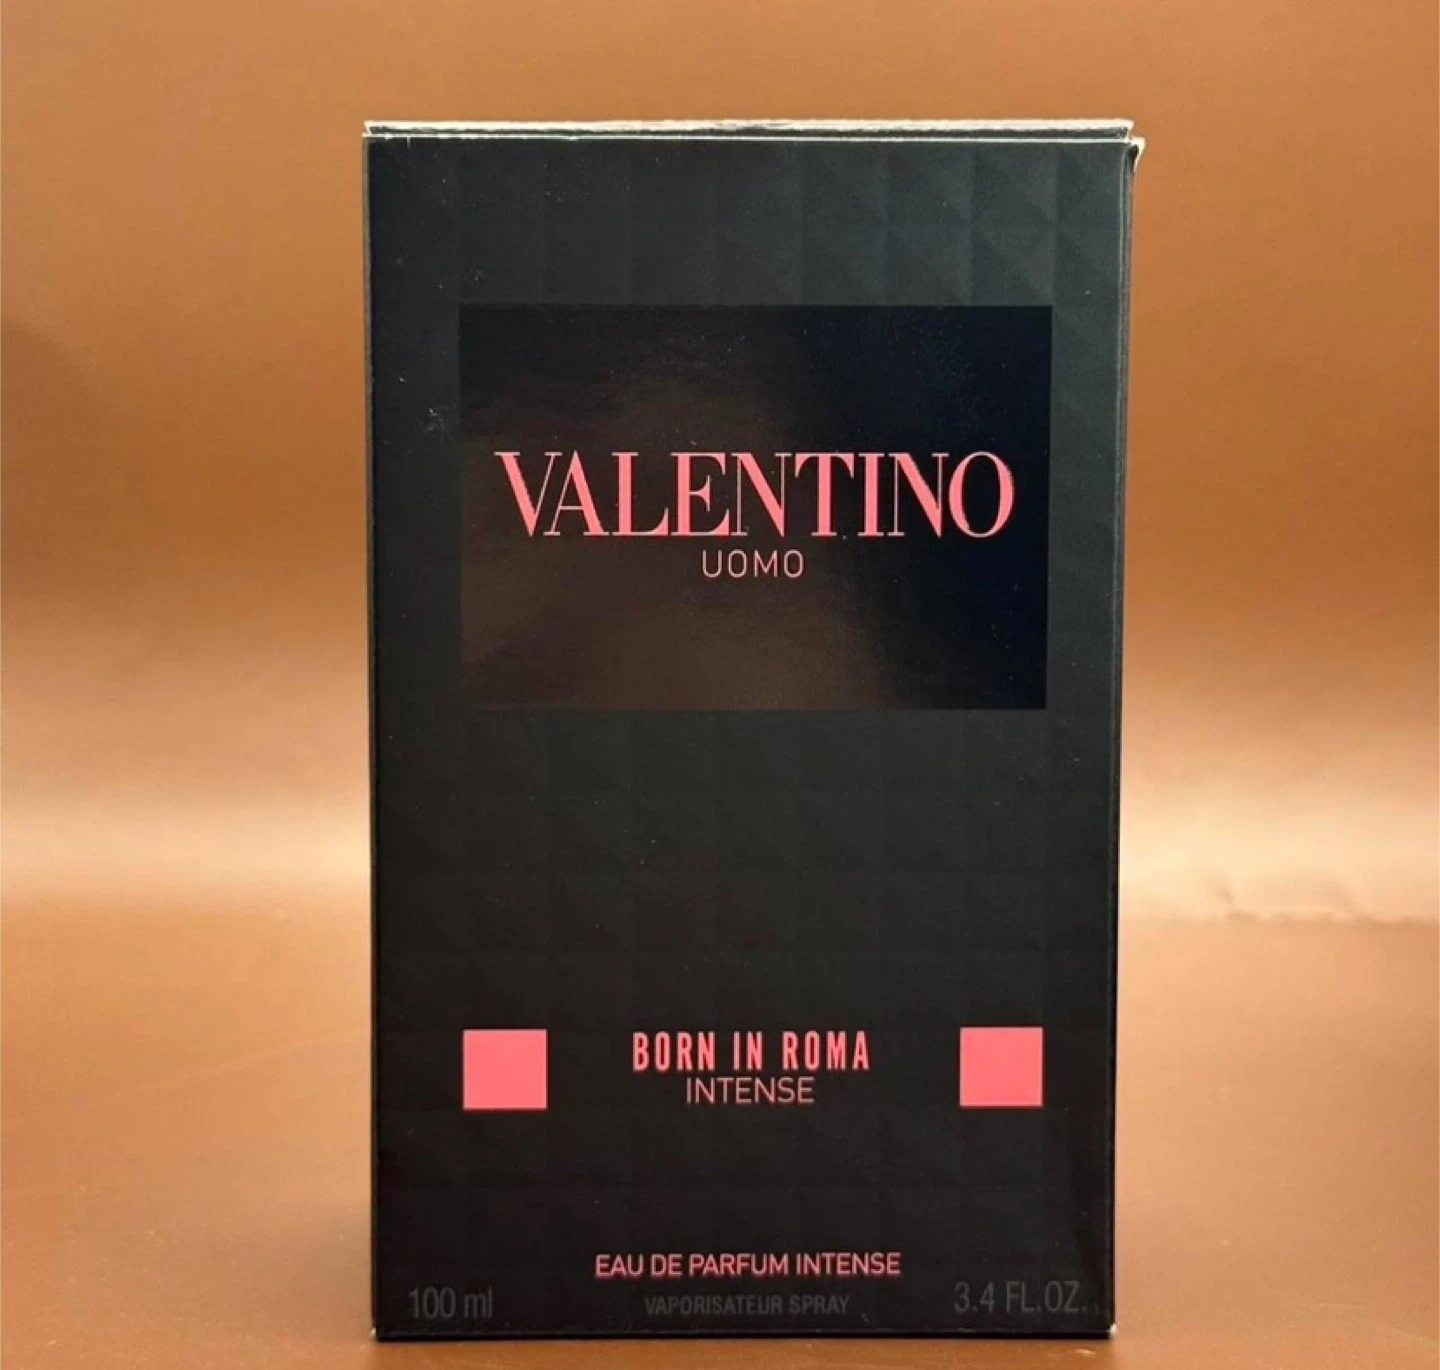 VALENTINO
UOMO
BORN IN ROMA
INTENSE
EAU DE PARFUM INTENSE
100 ml VAPORISATEUR SPRAY 3.4 FL.OZ.